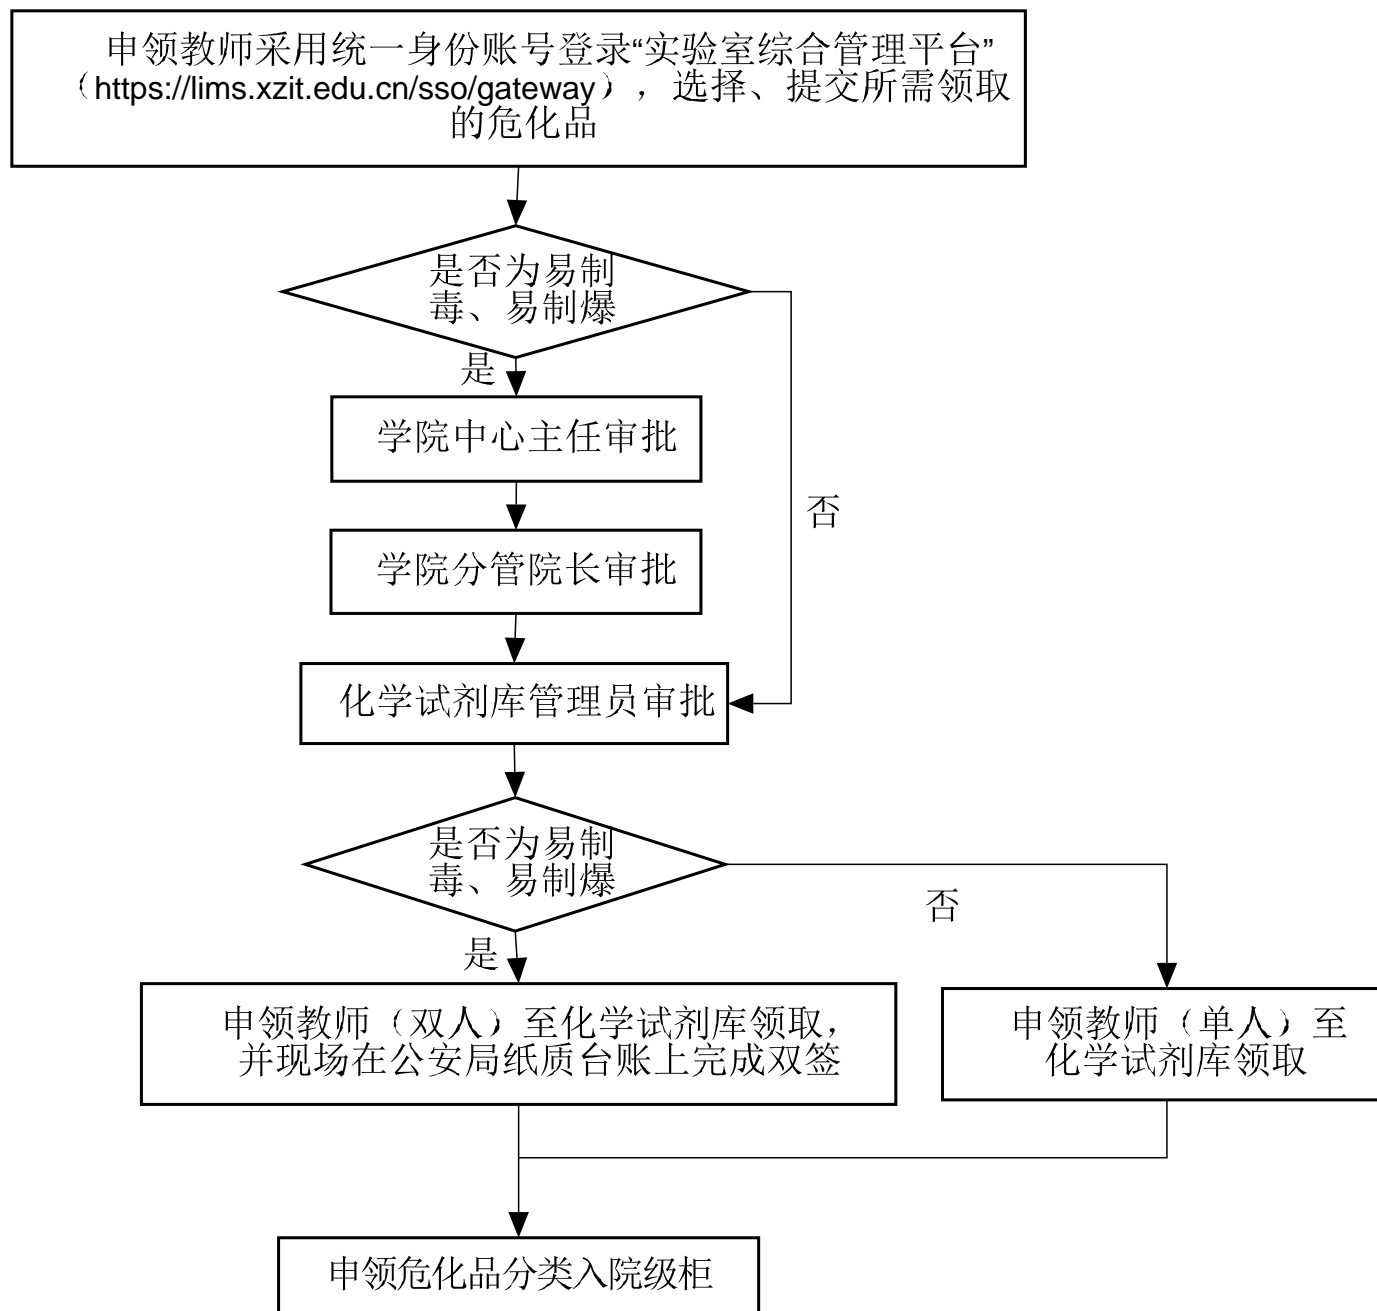 申领教师采用统一身份账号登录“实验室综合管理平台”
（https://lims.xzit.edu.cn/sso/gateway），选择、提交所需领取
的危化品
是否为易制
毒、易制爆
是
学院中心主任审批
否
学院分管院长审批
化学试剂库管理员审批
是否为易制
毒、易制爆
否
是
申领教师（双人）至化学试剂库领取，
并现场在公安局纸质台账上完成双签
申领教师（单人）至
化学试剂库领取
申领危化品分类入院级柜